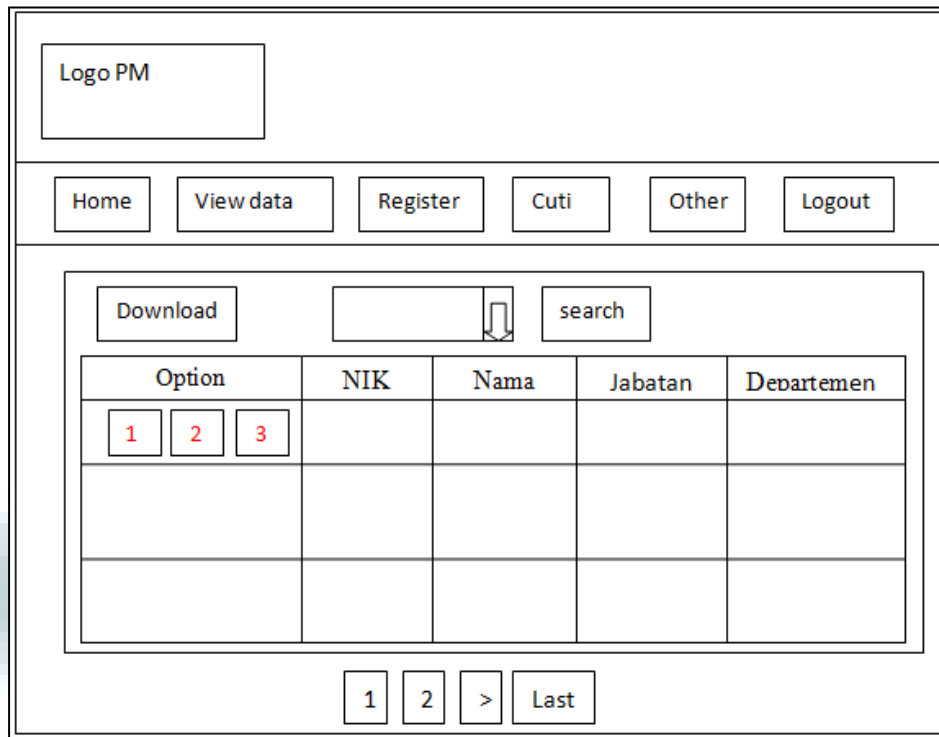 Logo PM
Home View data Register Cuti Other Logout
Download search
Option NIK Nama Jabatan Departemen
1 2 3
1 2 > Last